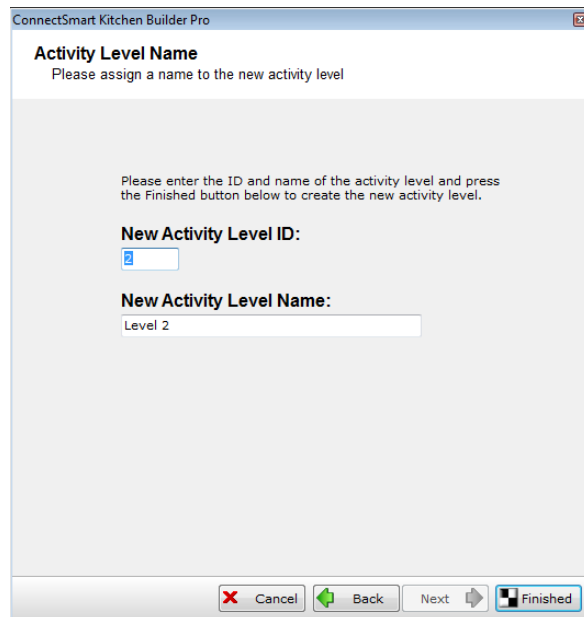 ConnectSmart Kitchen Builder Pro
Activity Level Name
Please assign a name to the new activity level
Please enter the ID and name of the activity level and press
the Finished button below to create the new activity level.
New Activity Level ID:
2
New Activity Level Name:
Level 2
Cancel
Back
Next
Finished